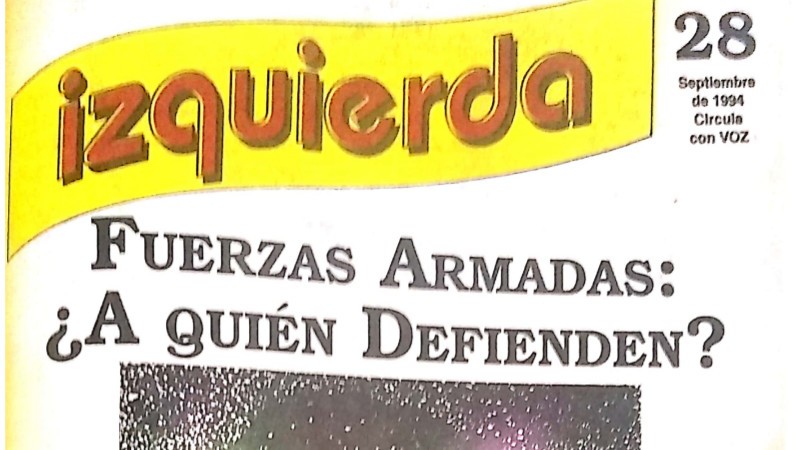 izquierda
28
Septiembre
de 1994
Circula
con VOZ
FUERZAS ARMADAS:
¿A QUIÉN DEFIENDEN?